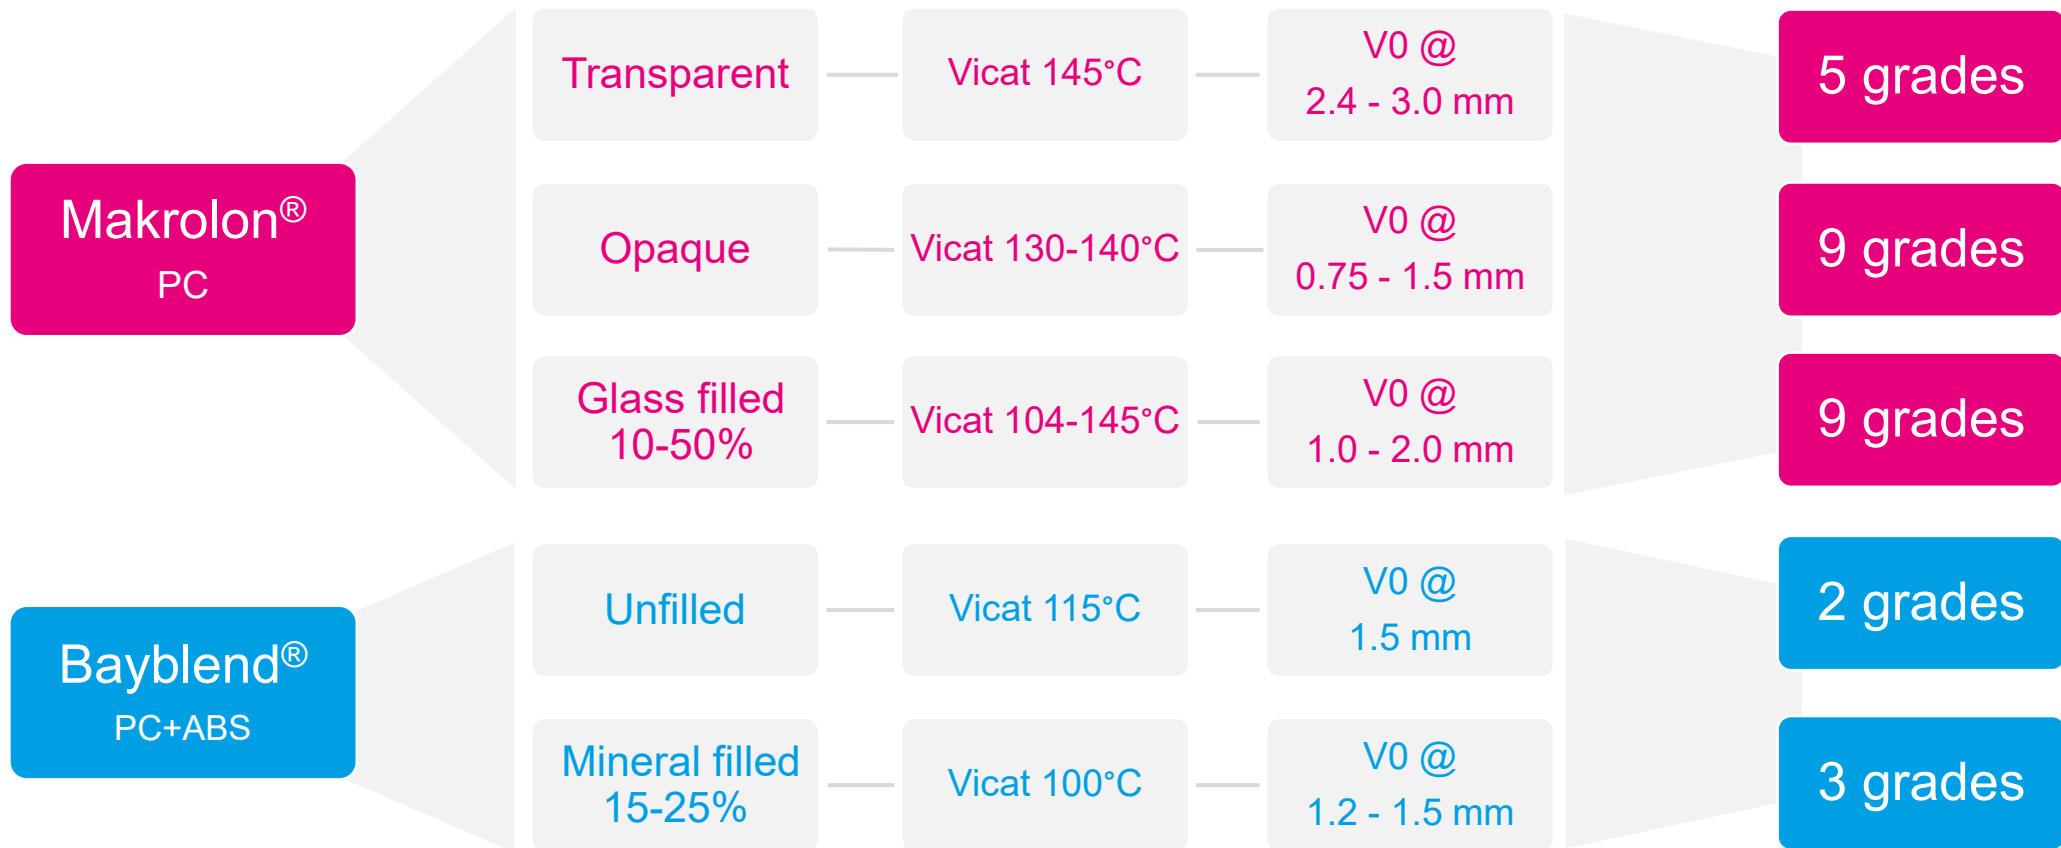 Makrolon®
PC
Transparent
Vicat 145°C
V0 @
2.4 - 3.0 mm
5 grades
Opaque
Vicat 130-140°C
V0 @
0.75 - 1.5 mm
9 grades
Glass filled
10-50%
Vicat 104-145°C
V0 @
1.0 - 2.0 mm
9 grades
Bayblend®
PC+ABS
Unfilled
Vicat 115°C
V0 @
1.5 mm
2 grades
Mineral filled
15-25%
Vicat 100°C
V0 @
1.2 - 1.5 mm
3 grades